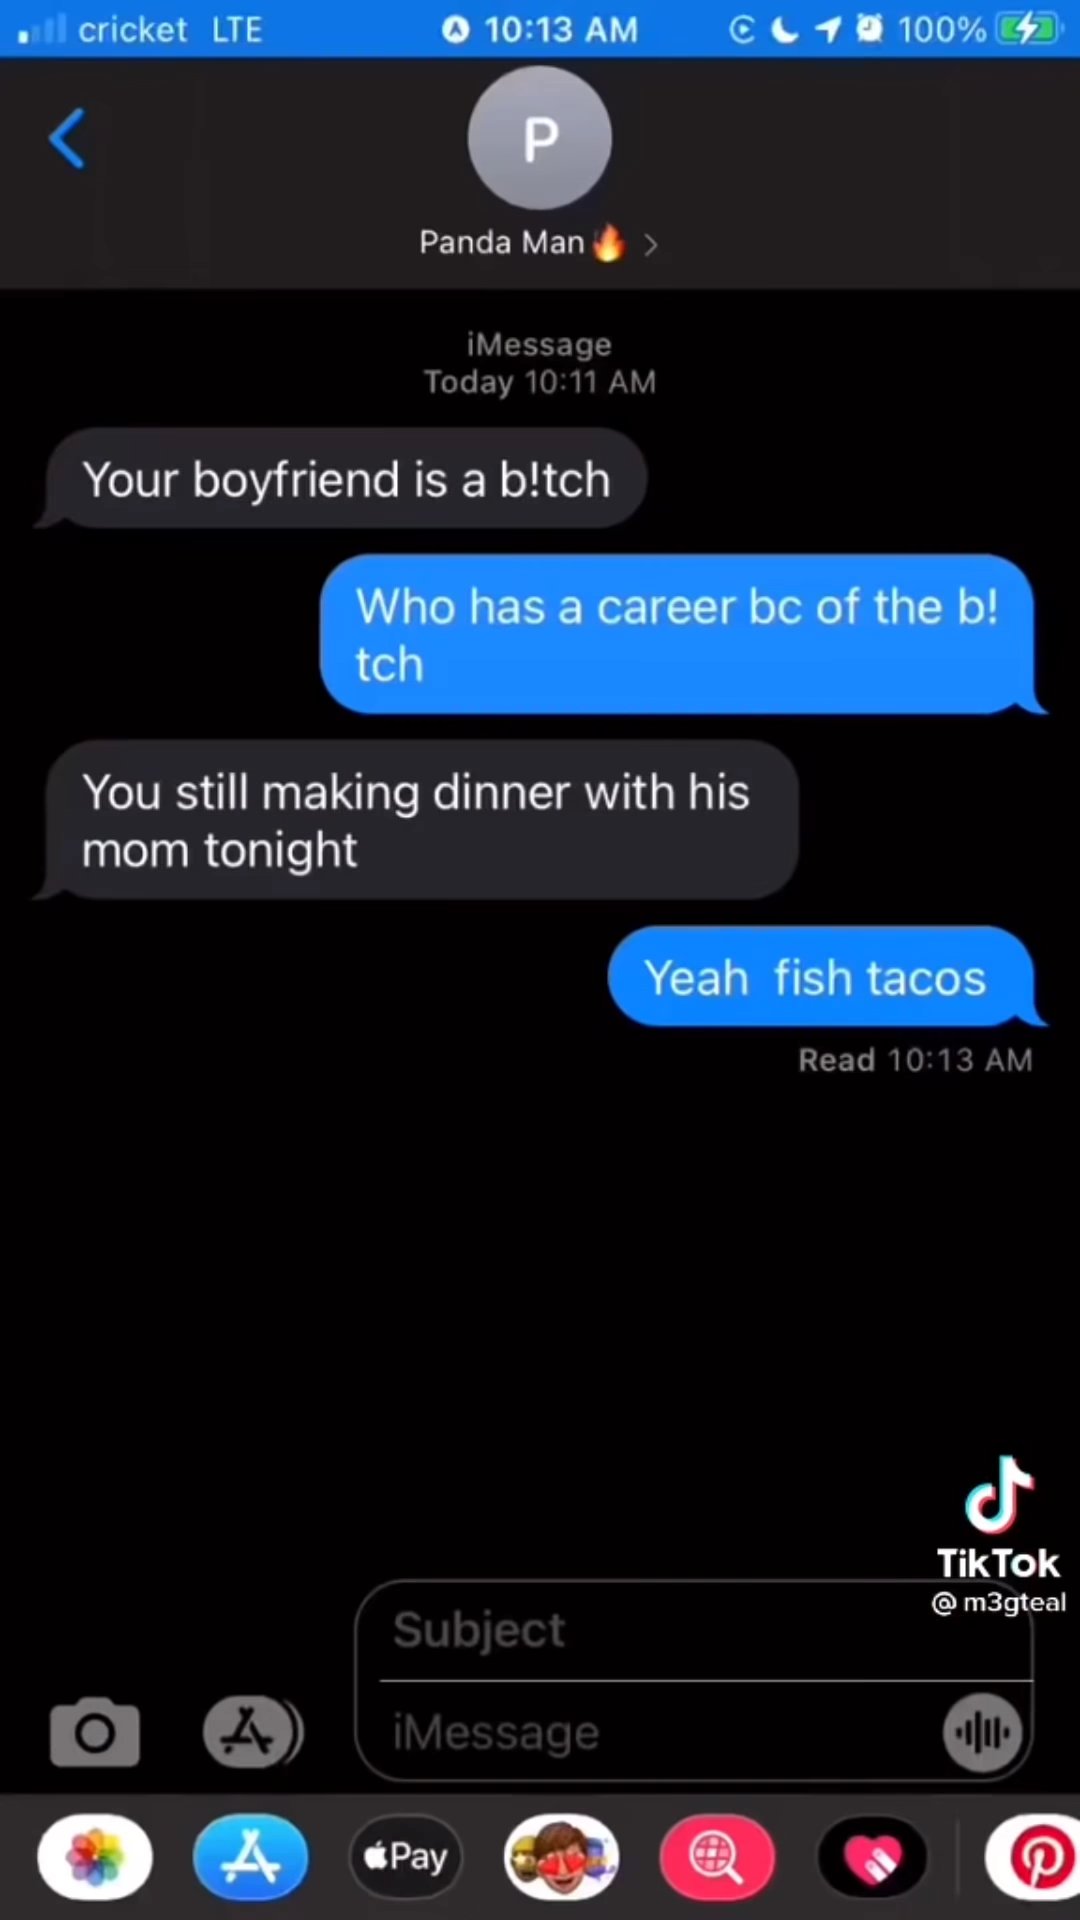 cricket LTE 10:13 AM 100%
P
Panda Man
iMessage
Today 10:11 AM
Your boyfriend is a b!tch
Who has a career bc of the b!
tch
You still making dinner with his
mom tonight
Yeah fish tacos
Read 10:13 AM
TikTok
@ m3gteal
Subject
iMessage
Pay